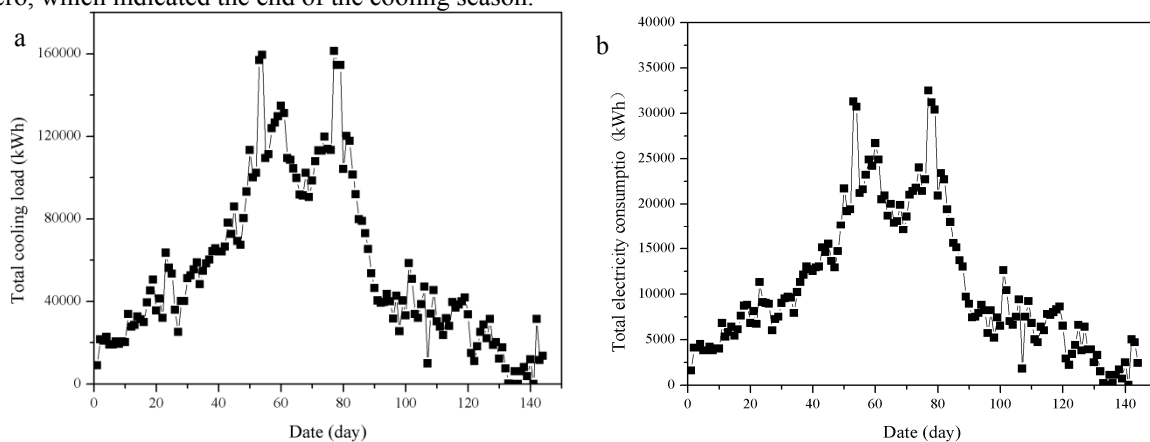 ero, which indicated the end of the cooling season.
a
160000
120000
80000
40000
0
Total cooling load (kWh)
0 20 40 60 80 100 120 140
Date (day)
b
40000
35000
30000
25000
20000
15000
10000
5000
0
Total electricity consumptio（kWh）
0 20 40 60 80 100 120 140
Date (day)